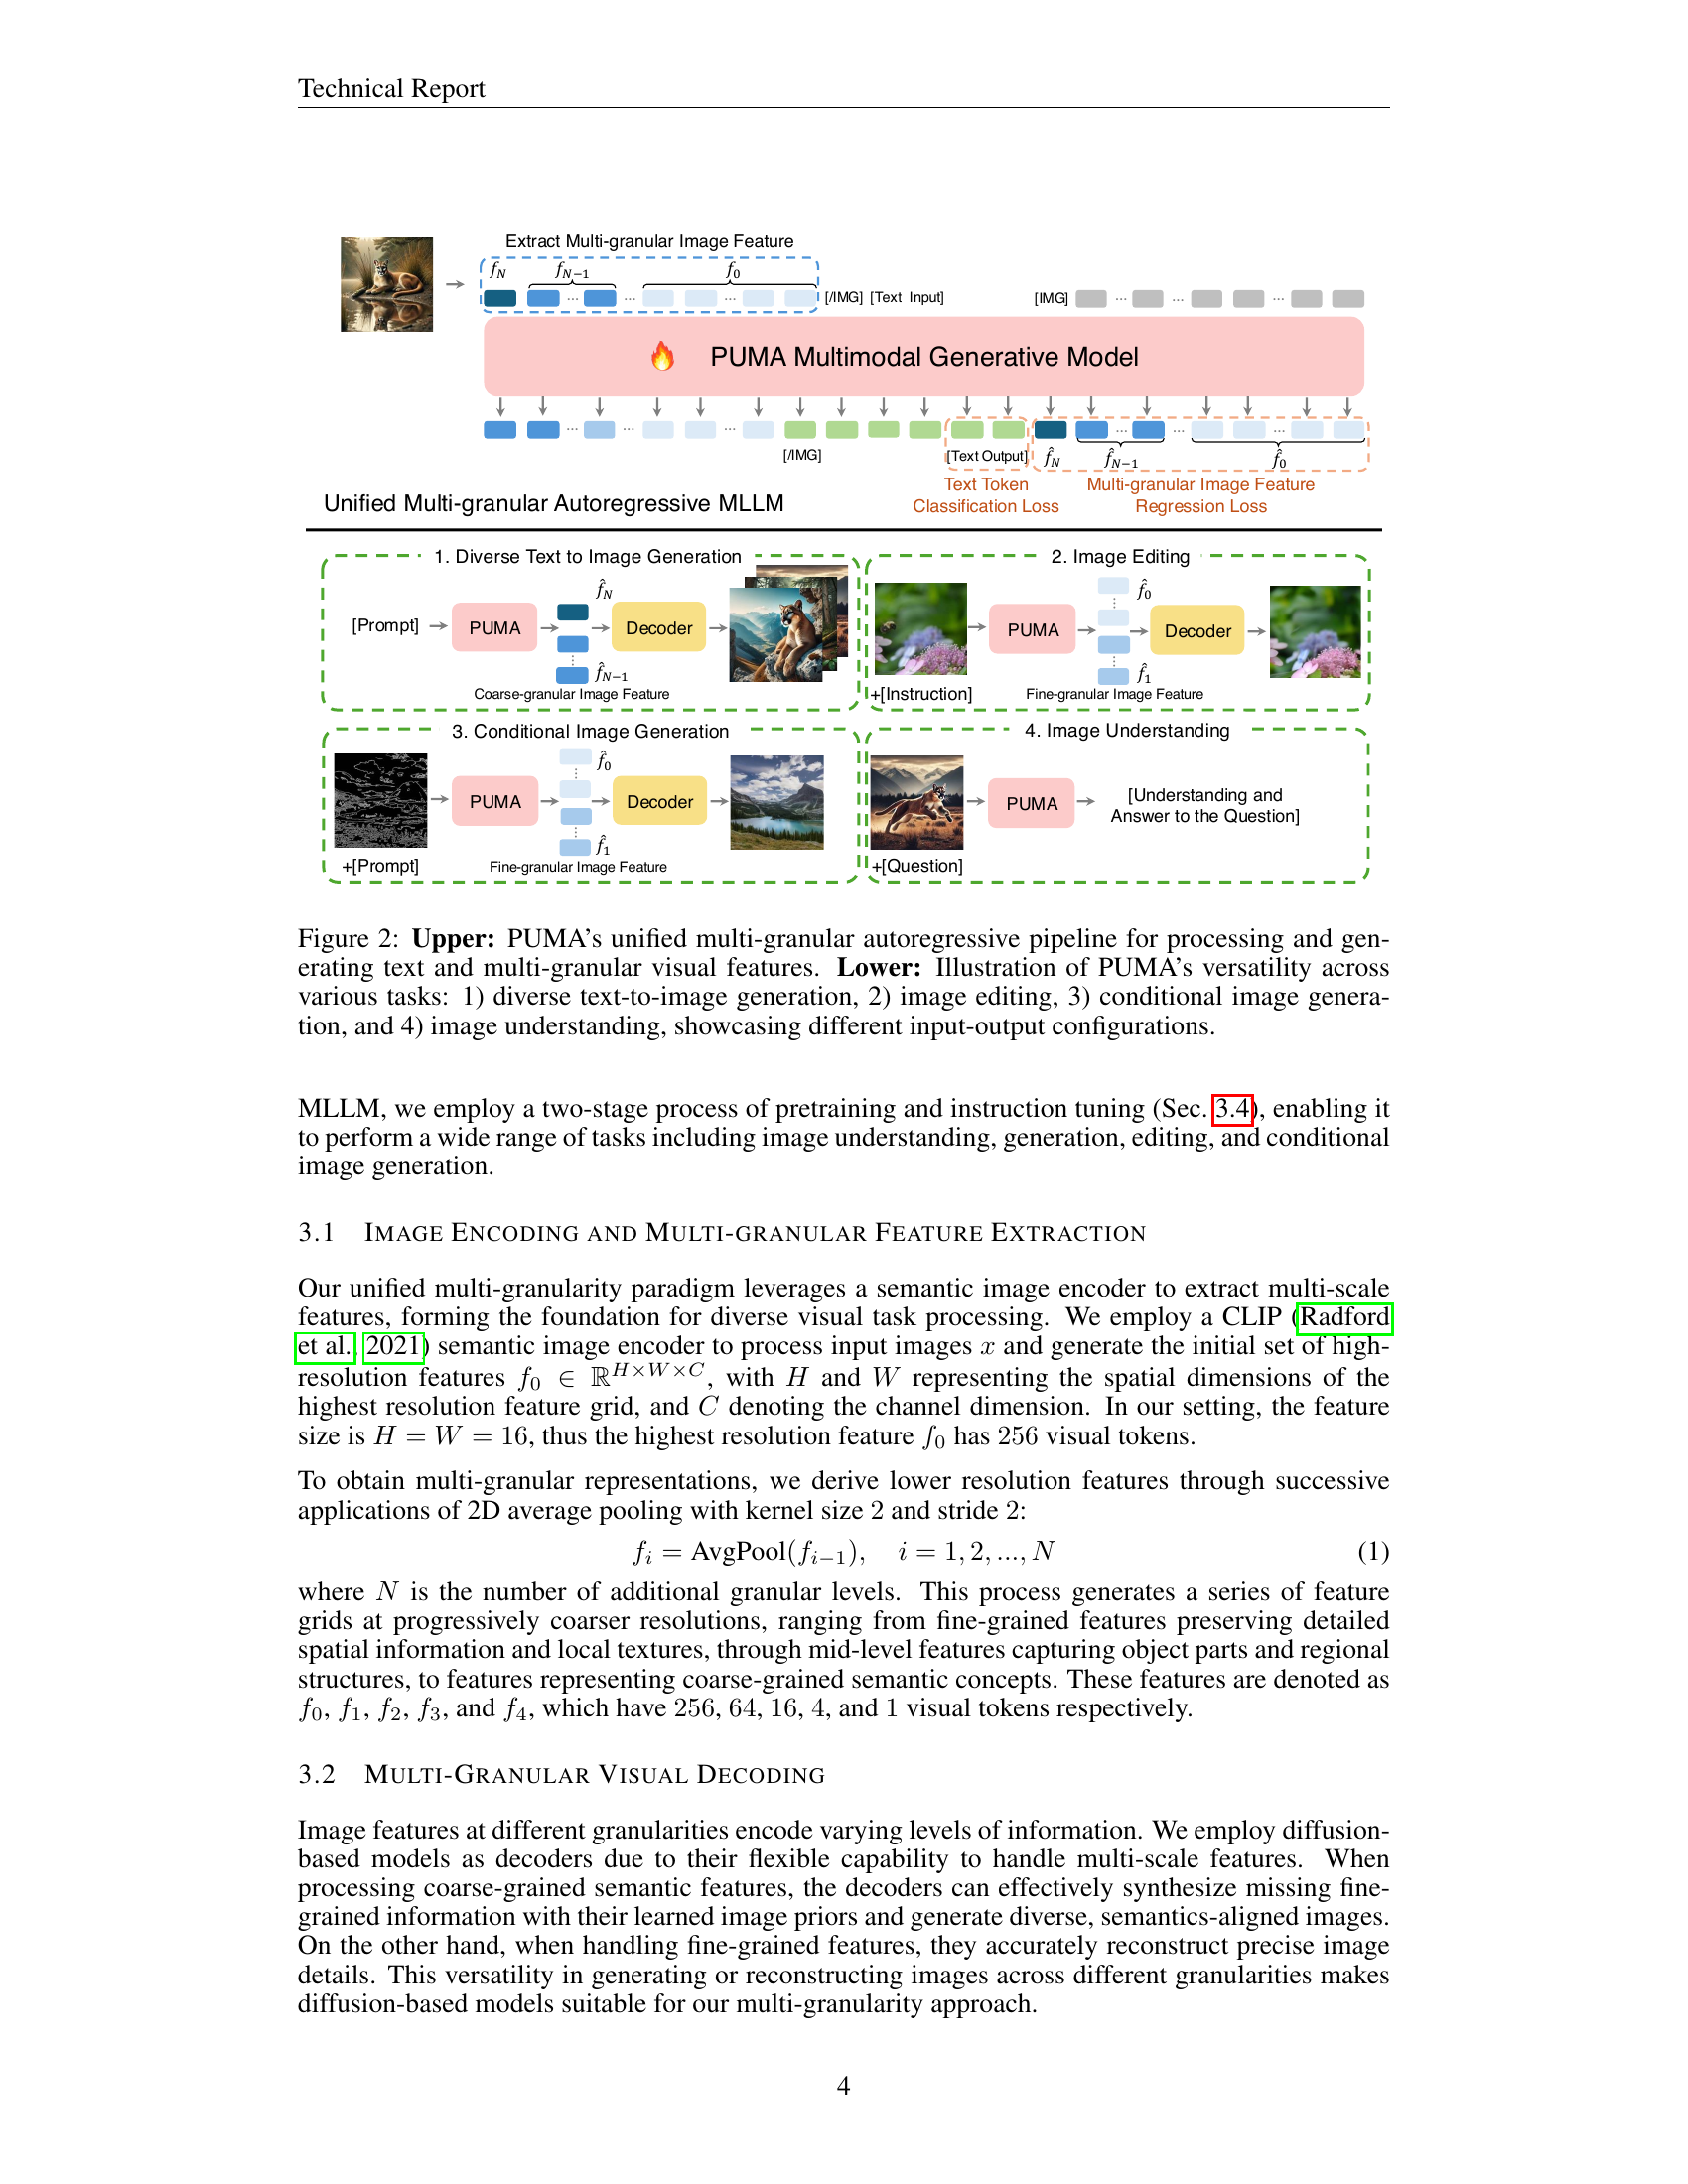 Technical Report
Extract Multi-granular Image Feature
f_N f_{N−1} f_0
... ... ...
[/IMG] [Text Input] [IMG] ... ... ...
PUMA Multimodal Generative Model
... ... ... ... ... ...
[/IMG] [Text Output] f̂_N f̂_{N−1} f̂_0
Text Token
Classification Loss
Multi-granular Image Feature
Regression Loss
Unified Multi-granular Autoregressive MLLM
1. Diverse Text to Image Generation
[Prompt] PUMA f̂_N f̂_{N−1} Decoder
Coarse-granular Image Feature
2. Image Editing
+[Instruction] PUMA f̂_0 f̂_1 Decoder
Fine-granular Image Feature
3. Conditional Image Generation
+[Prompt] PUMA f̂_0 f̂_1 Decoder
Fine-granular Image Feature
4. Image Understanding
+[Question] PUMA
[Understanding and
Answer to the Question]
Figure 2: Upper: PUMA's unified multi-granular autoregressive pipeline for processing and gen-
erating text and multi-granular visual features. Lower: Illustration of PUMA's versatility across
various tasks: 1) diverse text-to-image generation, 2) image editing, 3) conditional image genera-
tion, and 4) image understanding, showcasing different input-output configurations.
MLLM, we employ a two-stage process of pretraining and instruction tuning (Sec. 3.4), enabling it
to perform a wide range of tasks including image understanding, generation, editing, and conditional
image generation.
3.1 IMAGE ENCODING AND MULTI-GRANULAR FEATURE EXTRACTION
Our unified multi-granularity paradigm leverages a semantic image encoder to extract multi-scale
features, forming the foundation for diverse visual task processing. We employ a CLIP (Radford
et al., 2021) semantic image encoder to process input images x and generate the initial set of high-
resolution features f_0 ∈ ℝ^{H×W×C}, with H and W representing the spatial dimensions of the
highest resolution feature grid, and C denoting the channel dimension. In our setting, the feature
size is H = W = 16, thus the highest resolution feature f_0 has 256 visual tokens.
To obtain multi-granular representations, we derive lower resolution features through successive
applications of 2D average pooling with kernel size 2 and stride 2:
f_i = AvgPool(f_{i−1}), i = 1, 2, ..., N (1)
where N is the number of additional granular levels. This process generates a series of feature
grids at progressively coarser resolutions, ranging from fine-grained features preserving detailed
spatial information and local textures, through mid-level features capturing object parts and regional
structures, to features representing coarse-grained semantic concepts. These features are denoted as
f_0, f_1, f_2, f_3, and f_4, which have 256, 64, 16, 4, and 1 visual tokens respectively.
3.2 MULTI-GRANULAR VISUAL DECODING
Image features at different granularities encode varying levels of information. We employ diffusion-
based models as decoders due to their flexible capability to handle multi-scale features. When
processing coarse-grained semantic features, the decoders can effectively synthesize missing fine-
grained information with their learned image priors and generate diverse, semantics-aligned images.
On the other hand, when handling fine-grained features, they accurately reconstruct precise image
details. This versatility in generating or reconstructing images across different granularities makes
diffusion-based models suitable for our multi-granularity approach.
4